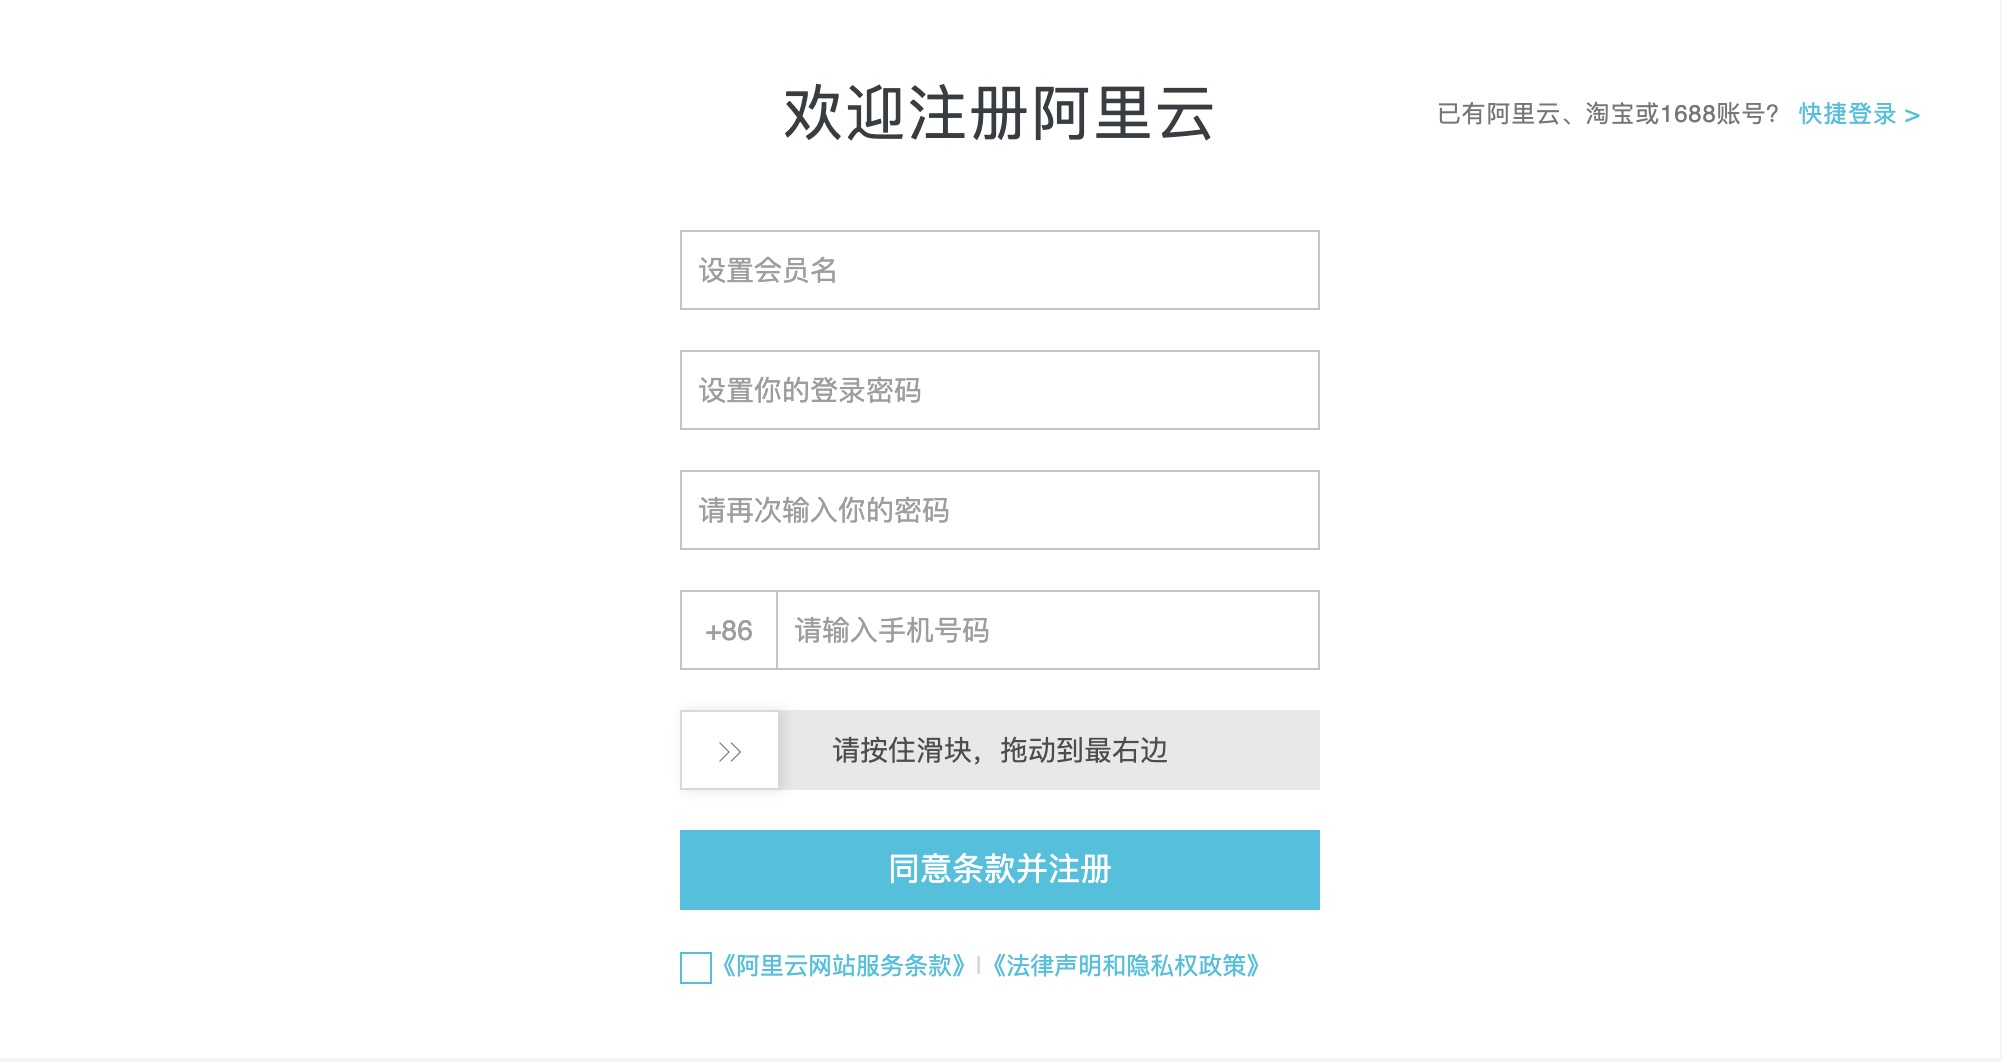 欢迎注册阿里云
已有阿里云、淘宝或1688账号? 快捷登录 >
设置会员名
设置你的登录密码
请再次输入你的密码
+86 请输入手机号码
请按住滑块，拖动到最右边
同意条款并注册
《阿里云网站服务条款》 | 《法律声明和隐私权政策》